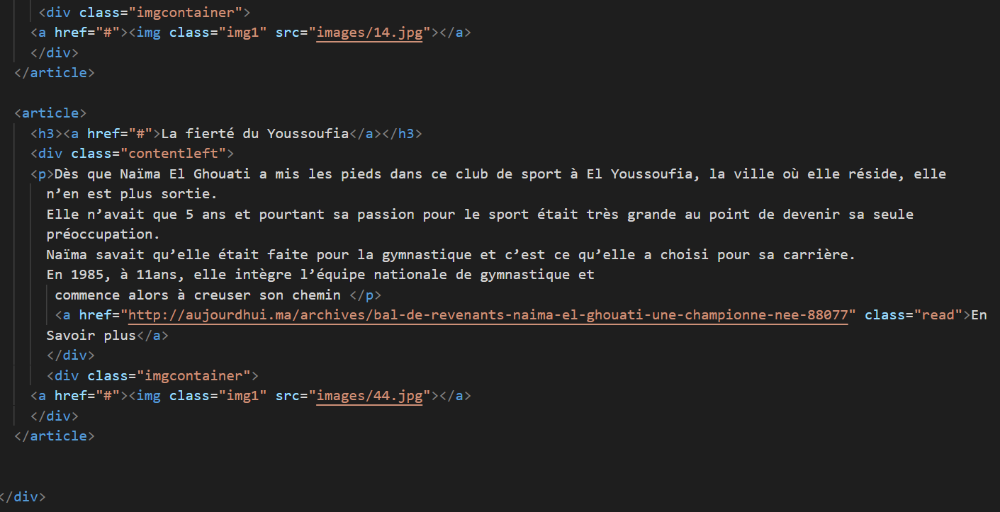 <div class="imgcontainer">
<a href="#"><img class="img1" src="images/14.jpg"></a>
</div>
</article>
<article>
<h3><a href="#">La fierté du Youssoufia</a></h3>
<div class="contentleft">
<p>Dès que Naïma El Ghouati a mis les pieds dans ce club de sport à El Youssoufia, la ville où elle réside, elle
n’en est plus sortie.
Elle n’avait que 5 ans et pourtant sa passion pour le sport était très grande au point de devenir sa seule
préoccupation.
Naïma savait qu’elle était faite pour la gymnastique et c’est ce qu’elle a choisi pour sa carrière.
En 1985, à 11ans, elle intègre l’équipe nationale de gymnastique et
commence alors à creuser son chemin </p>
<a href="http://aujourdhui.ma/archives/bal-de-revenants-naima-el-ghouati-une-championne-nee-88077" class="read">En
Savoir plus</a>
</div>
<div class="imgcontainer">
<a href="#"><img class="img1" src="images/44.jpg"></a>
</div>
</article>
</div>